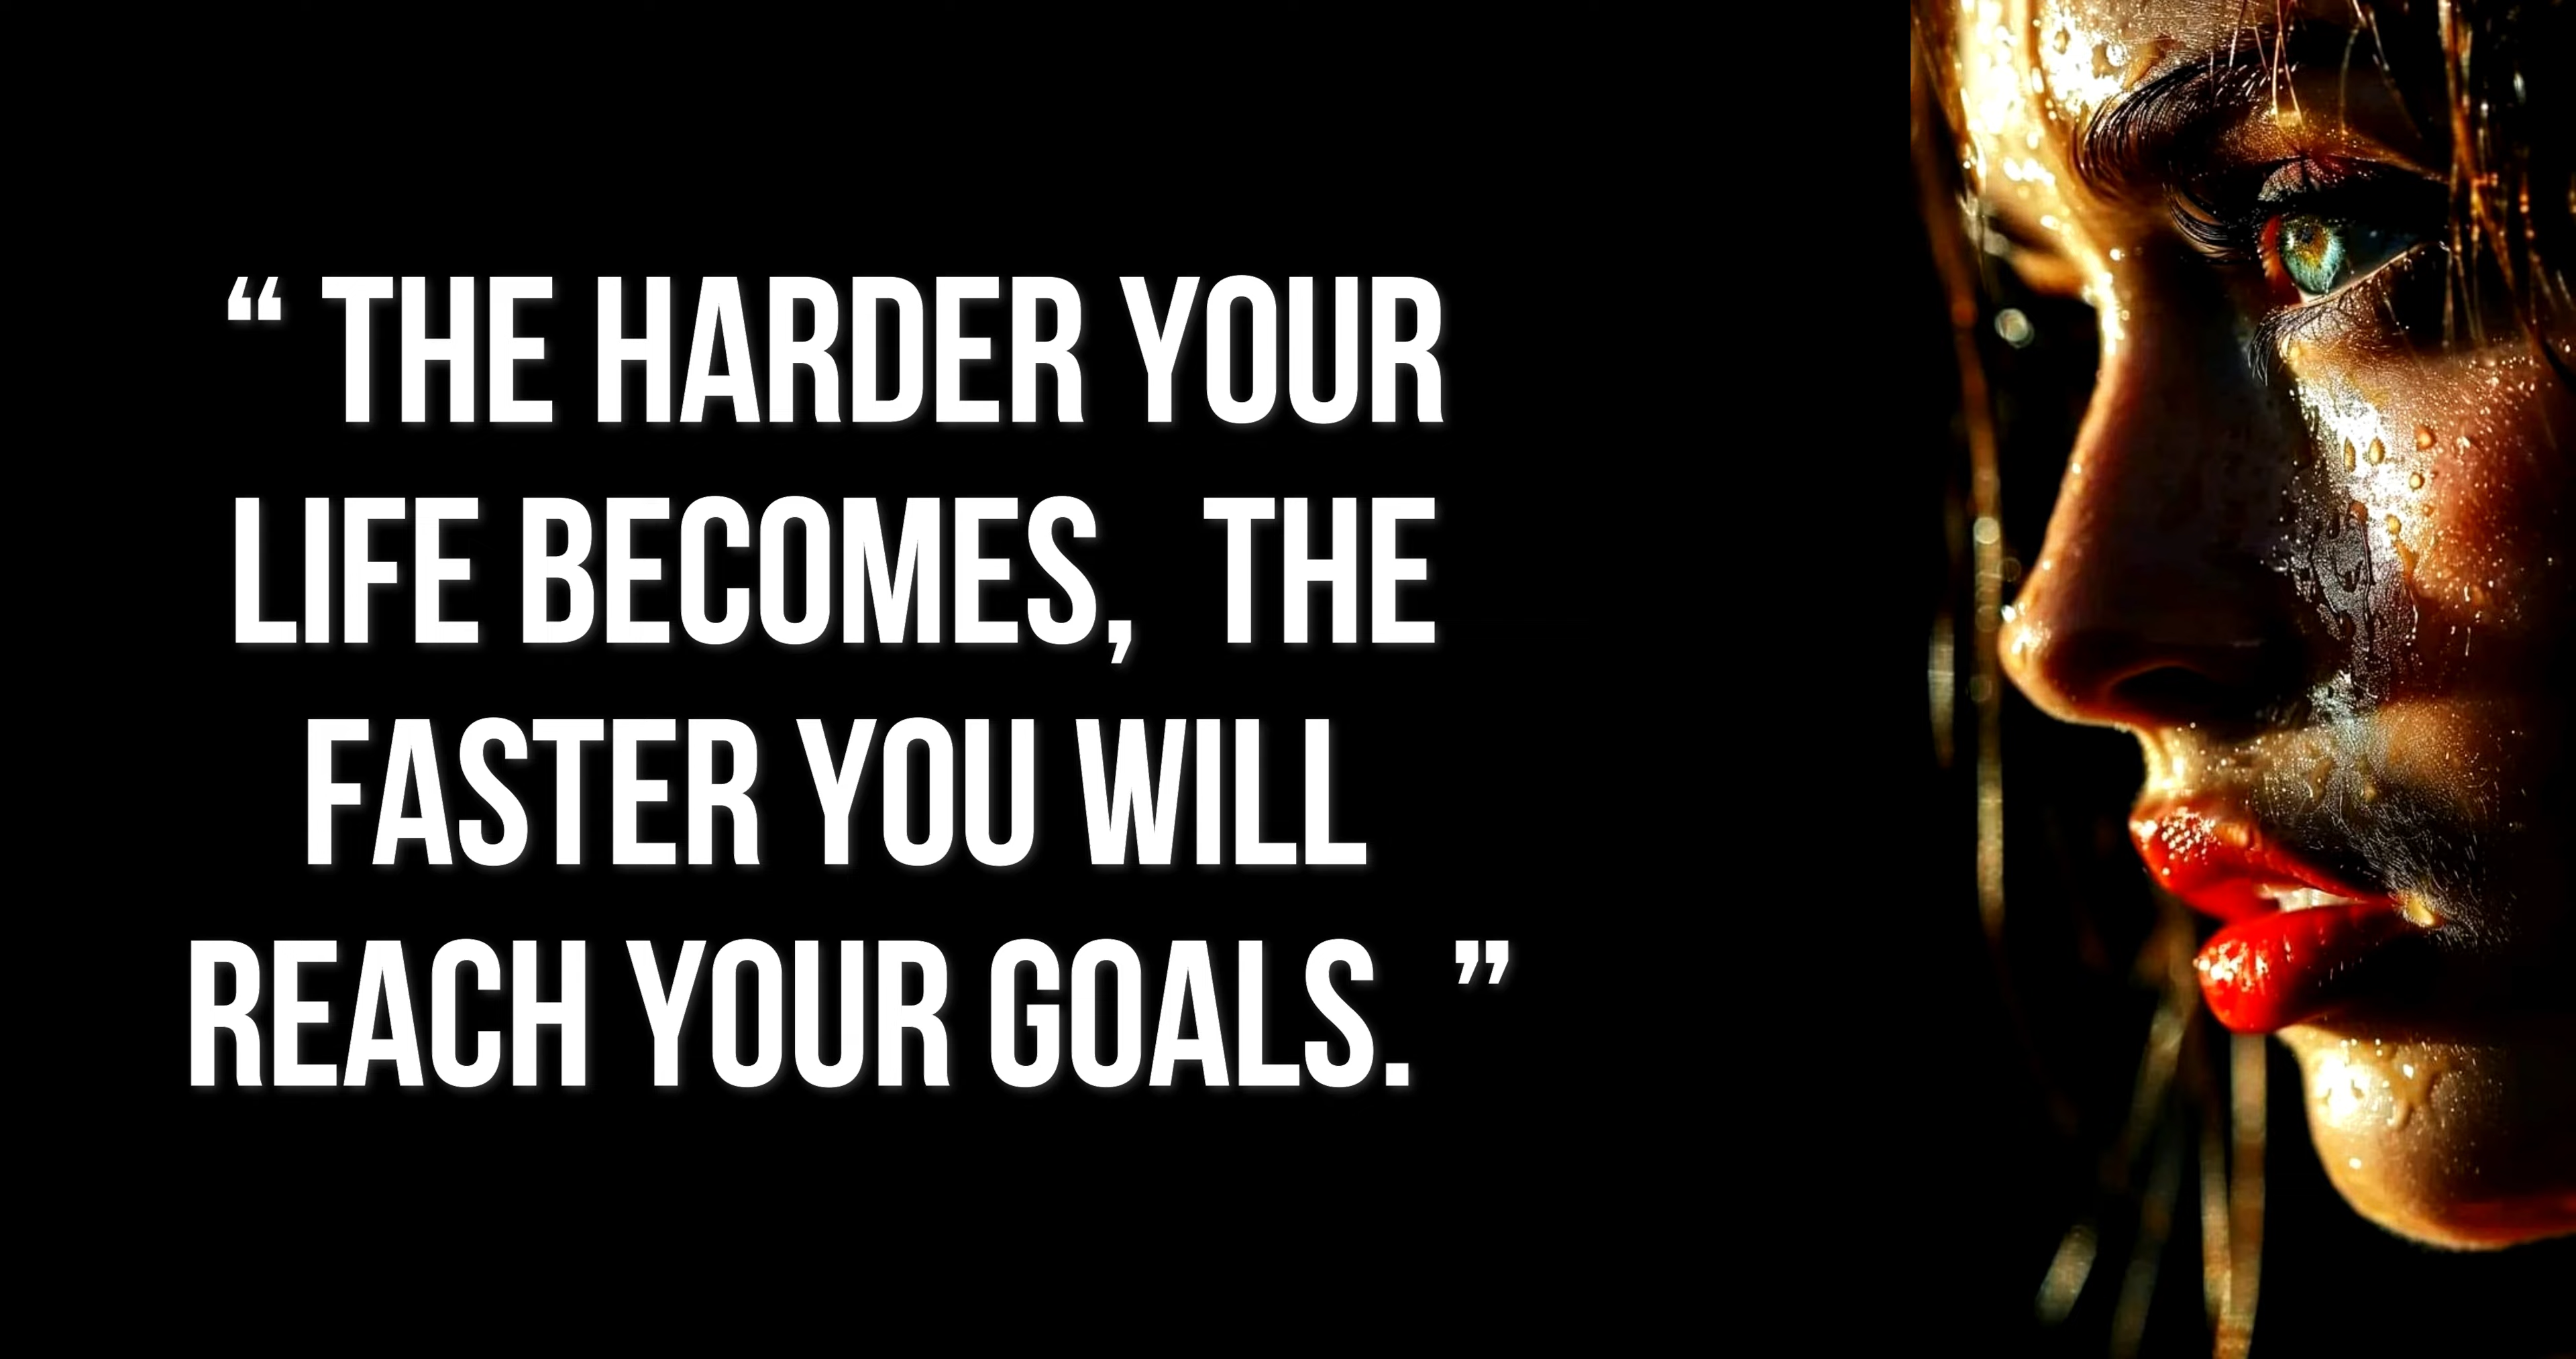 “ THE HARDER YOUR
LIFE BECOMES, THE
FASTER YOU WILL
REACH YOUR GOALS. ”